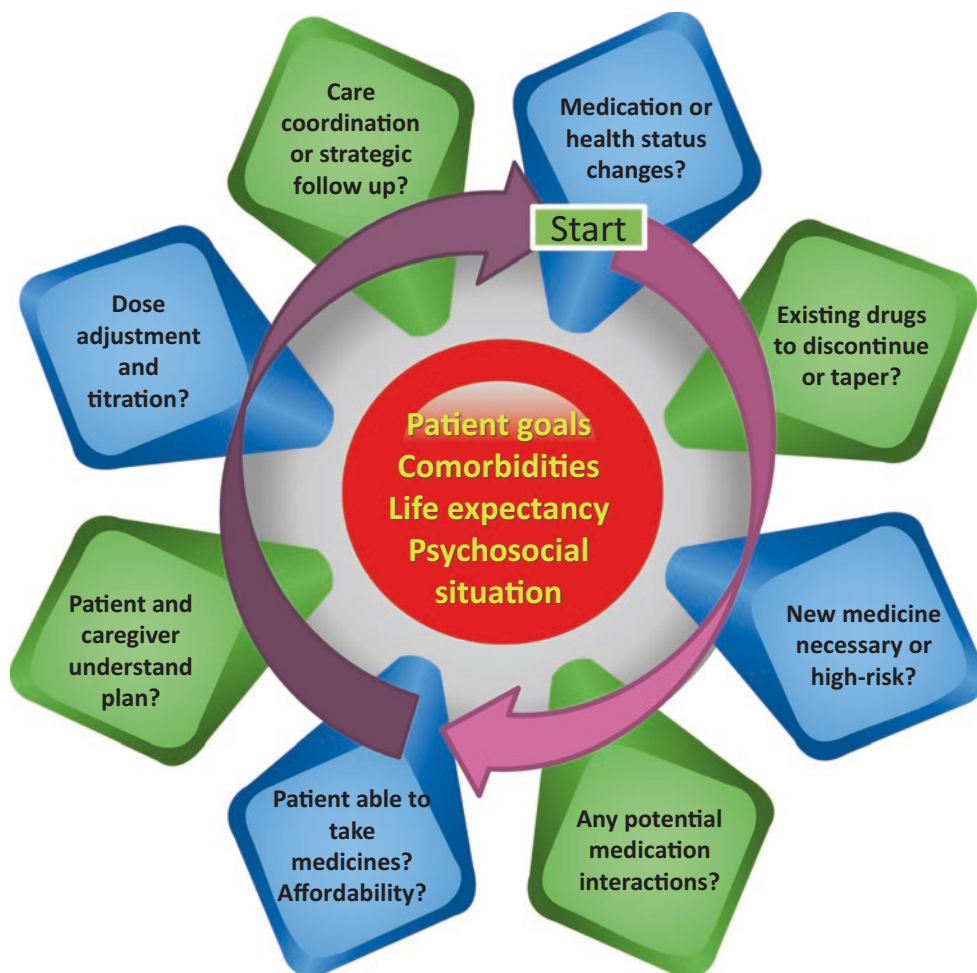 Start
Medication or
health status
changes?
Existing drugs
to discontinue
or taper?
New medicine
necessary or
high-risk?
Any potential
medication
interactions?
Patient able to
take
medicines?
Affordability?
Patient and
caregiver
understand
plan?
Dose
adjustment
and
titration?
Care
coordination
or strategic
follow up?
Patient goals
Comorbidities
Life expectancy
Psychosocial
situation